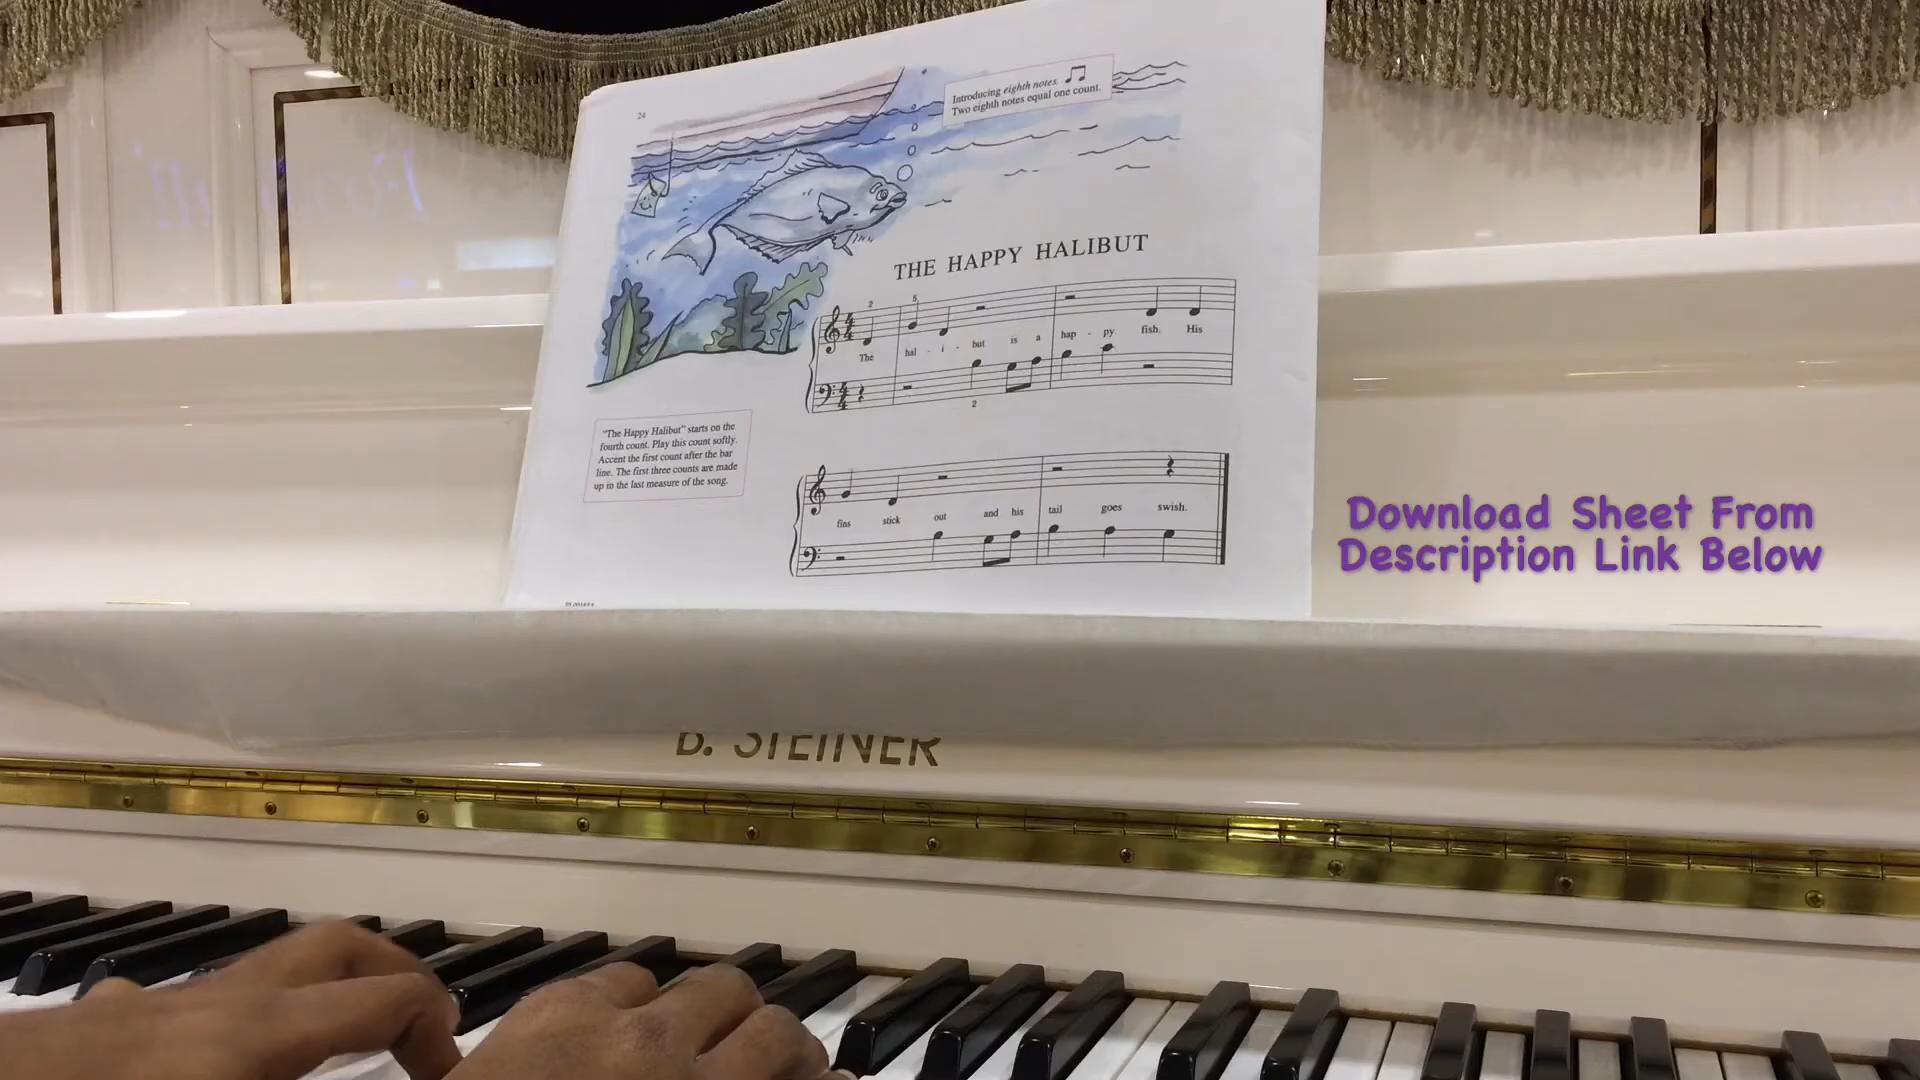 24
Introducing eighth notes.
Two eighth notes equal one count.
THE HAPPY HALIBUT
2 5
The hal - i - but is a hap - py fish. His
2
"The Happy Halibut" starts on the
fourth count. Play this count softly.
Accent the first count after the bar
line. The first three counts are made
up in the last measure of the song.
fins stick out and his tail goes swish.
Download Sheet From
Description Link Below
B. STEINER